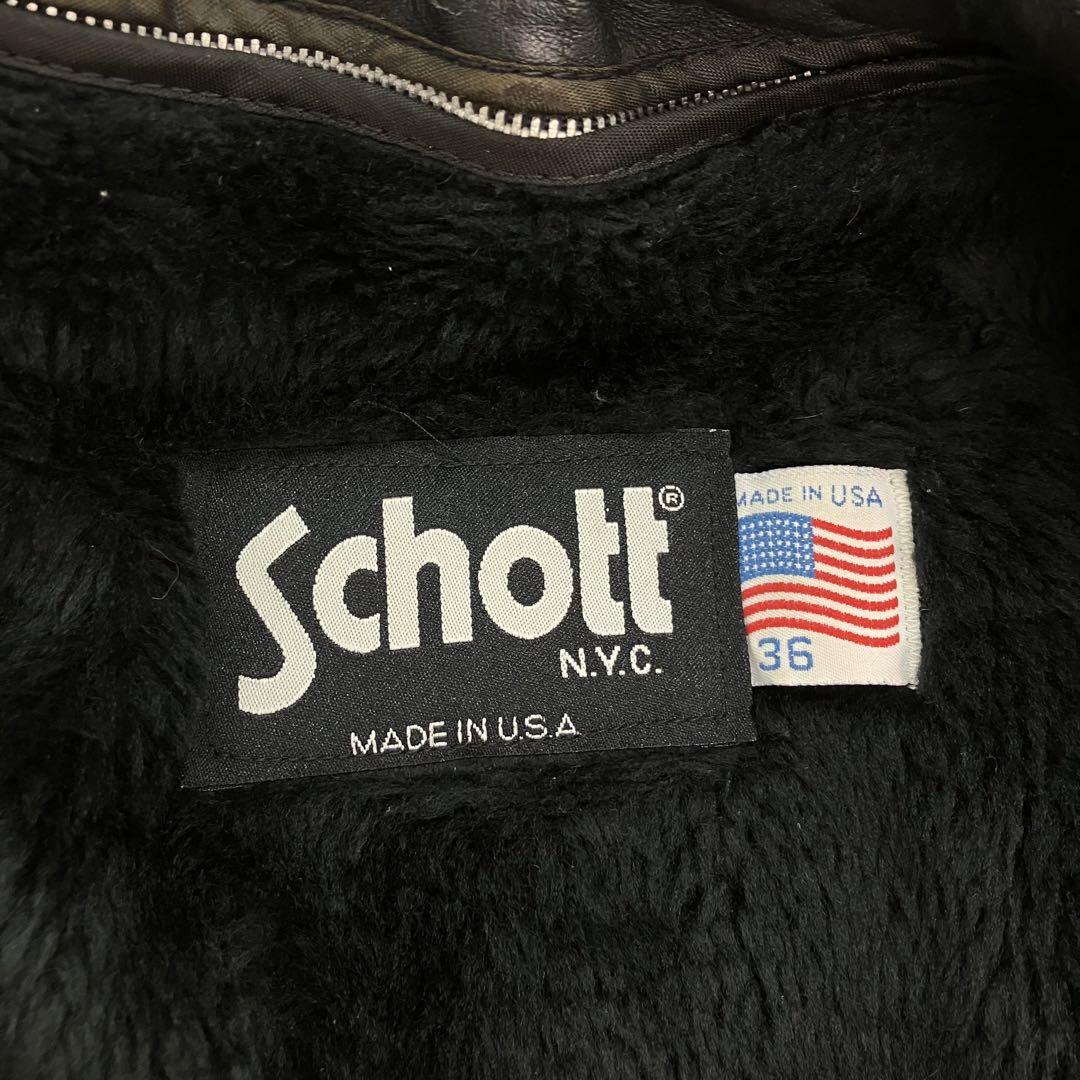 Schott®
N.Y.C.
MADE IN U.S.A
MADE IN USA
36